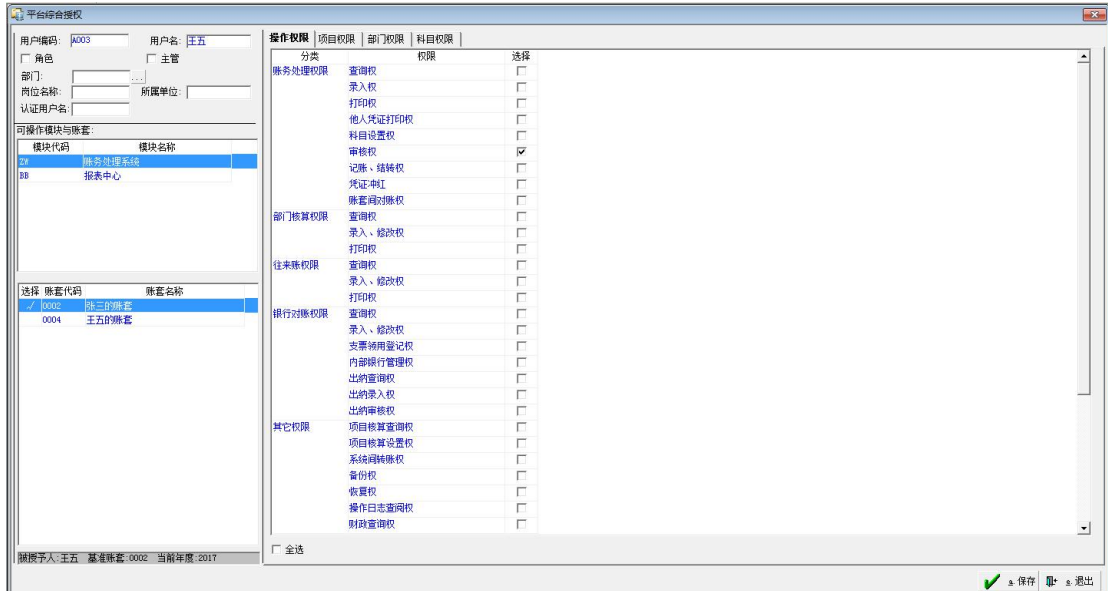 平台综合授权
用户编码: A003 用户名: 王五
角色 主管
部门: ...
岗位名称: 所属单位:
认证用户名:
可操作模块与账套:
模块代码 模块名称
ZW 账务处理系统
BB 报表中心
选择 账套代码 账套名称
√ 0002 张三的账套
0004 王五的账套
被授予人:王五 基准账套:0002 当前年度:2017
操作权限 项目权限 部门权限 科目权限
分类 权限 选择
账务处理权限 查询权
录入权
打印权
他人凭证打印权
科目设置权
审核权
记账、结转权
凭证冲红
账套间对账权
部门核算权限 查询权
录入、修改权
打印权
往来账权限 查询权
录入、修改权
打印权
银行对账权限 查询权
录入、修改权
支票领用登记权
内部银行管理权
出纳查询权
出纳录入权
出纳审核权
其它权限 项目核算查询权
项目核算设置权
系统间转账权
备份权
恢复权
操作日志查阅权
财政查询权
全选
a.保存 e.退出